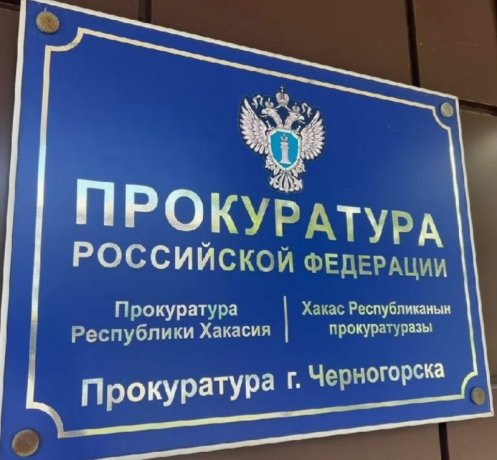 ПРОКУРАТУРА
РОССИЙСКОЙ ФЕДЕРАЦИИ
Прокуратура
Республики Хакасия
Хакас Республиканын
прокуратуразы
Прокуратура г. Черногорска